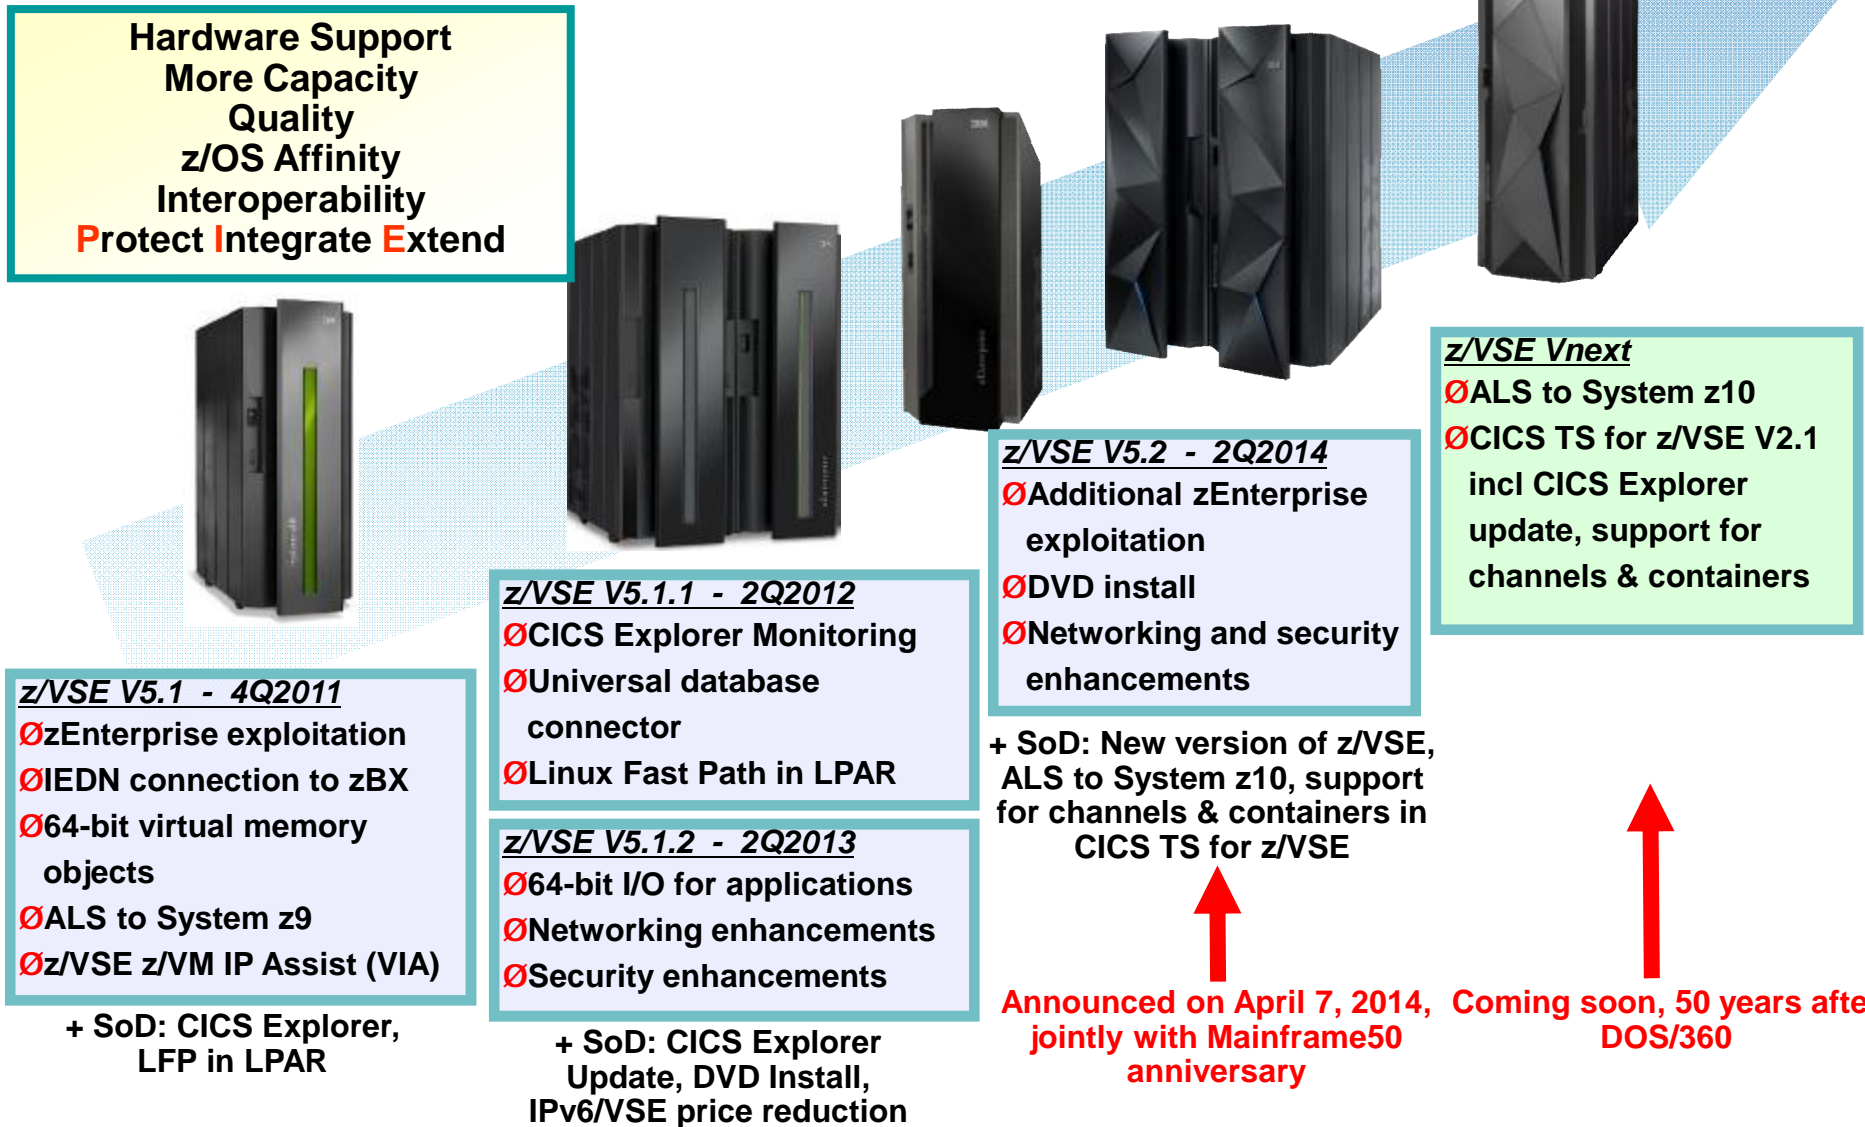 Hardware Support
More Capacity
Quality
z/OS Affinity
Interoperability
Protect Integrate Extend
z/VSE V5.1 - 4Q2011
ØzEnterprise exploitation
ØIEDN connection to zBX
Ø64-bit virtual memory
objects
ØALS to System z9
Øz/VSE z/VM IP Assist (VIA)
+ SoD: CICS Explorer,
LFP in LPAR
z/VSE V5.1.1 - 2Q2012
ØCICS Explorer Monitoring
ØUniversal database
connector
ØLinux Fast Path in LPAR
z/VSE V5.1.2 - 2Q2013
Ø64-bit I/O for applications
ØNetworking enhancements
ØSecurity enhancements
+ SoD: CICS Explorer
Update, DVD Install,
IPv6/VSE price reduction
z/VSE V5.2 - 2Q2014
ØAdditional zEnterprise
exploitation
ØDVD install
ØNetworking and security
enhancements
+ SoD: New version of z/VSE,
ALS to System z10, support
for channels & containers in
CICS TS for z/VSE
Announced on April 7, 2014,
jointly with Mainframe50
anniversary
z/VSE Vnext
ØALS to System z10
ØCICS TS for z/VSE V2.1
incl CICS Explorer
update, support for
channels & containers
Coming soon, 50 years afte
DOS/360